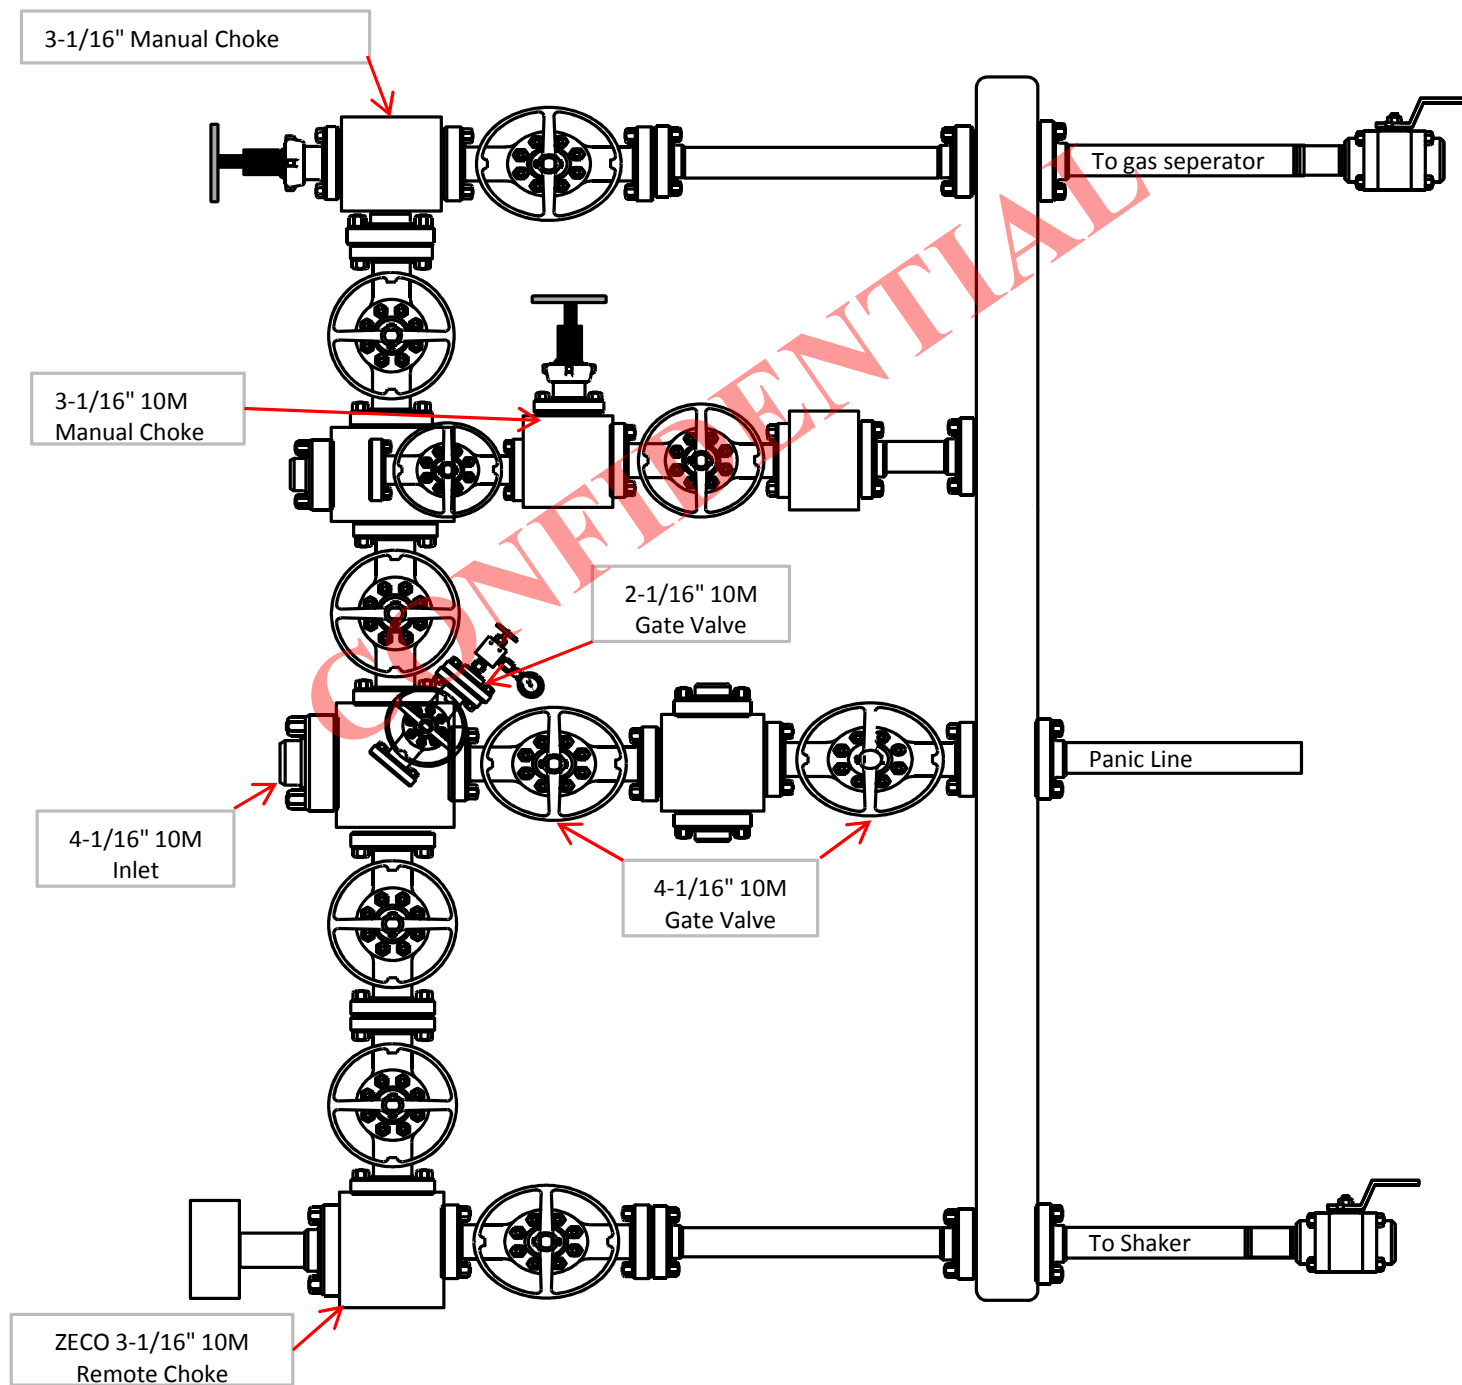 3-1/16" Manual Choke
To gas seperator
3-1/16" 10M
Manual Choke
CONFIDENTIAL
2-1/16" 10M
Gate Valve
Panic Line
4-1/16" 10M
Inlet
4-1/16" 10M
Gate Valve
To Shaker
ZECO 3-1/16" 10M
Remote Choke